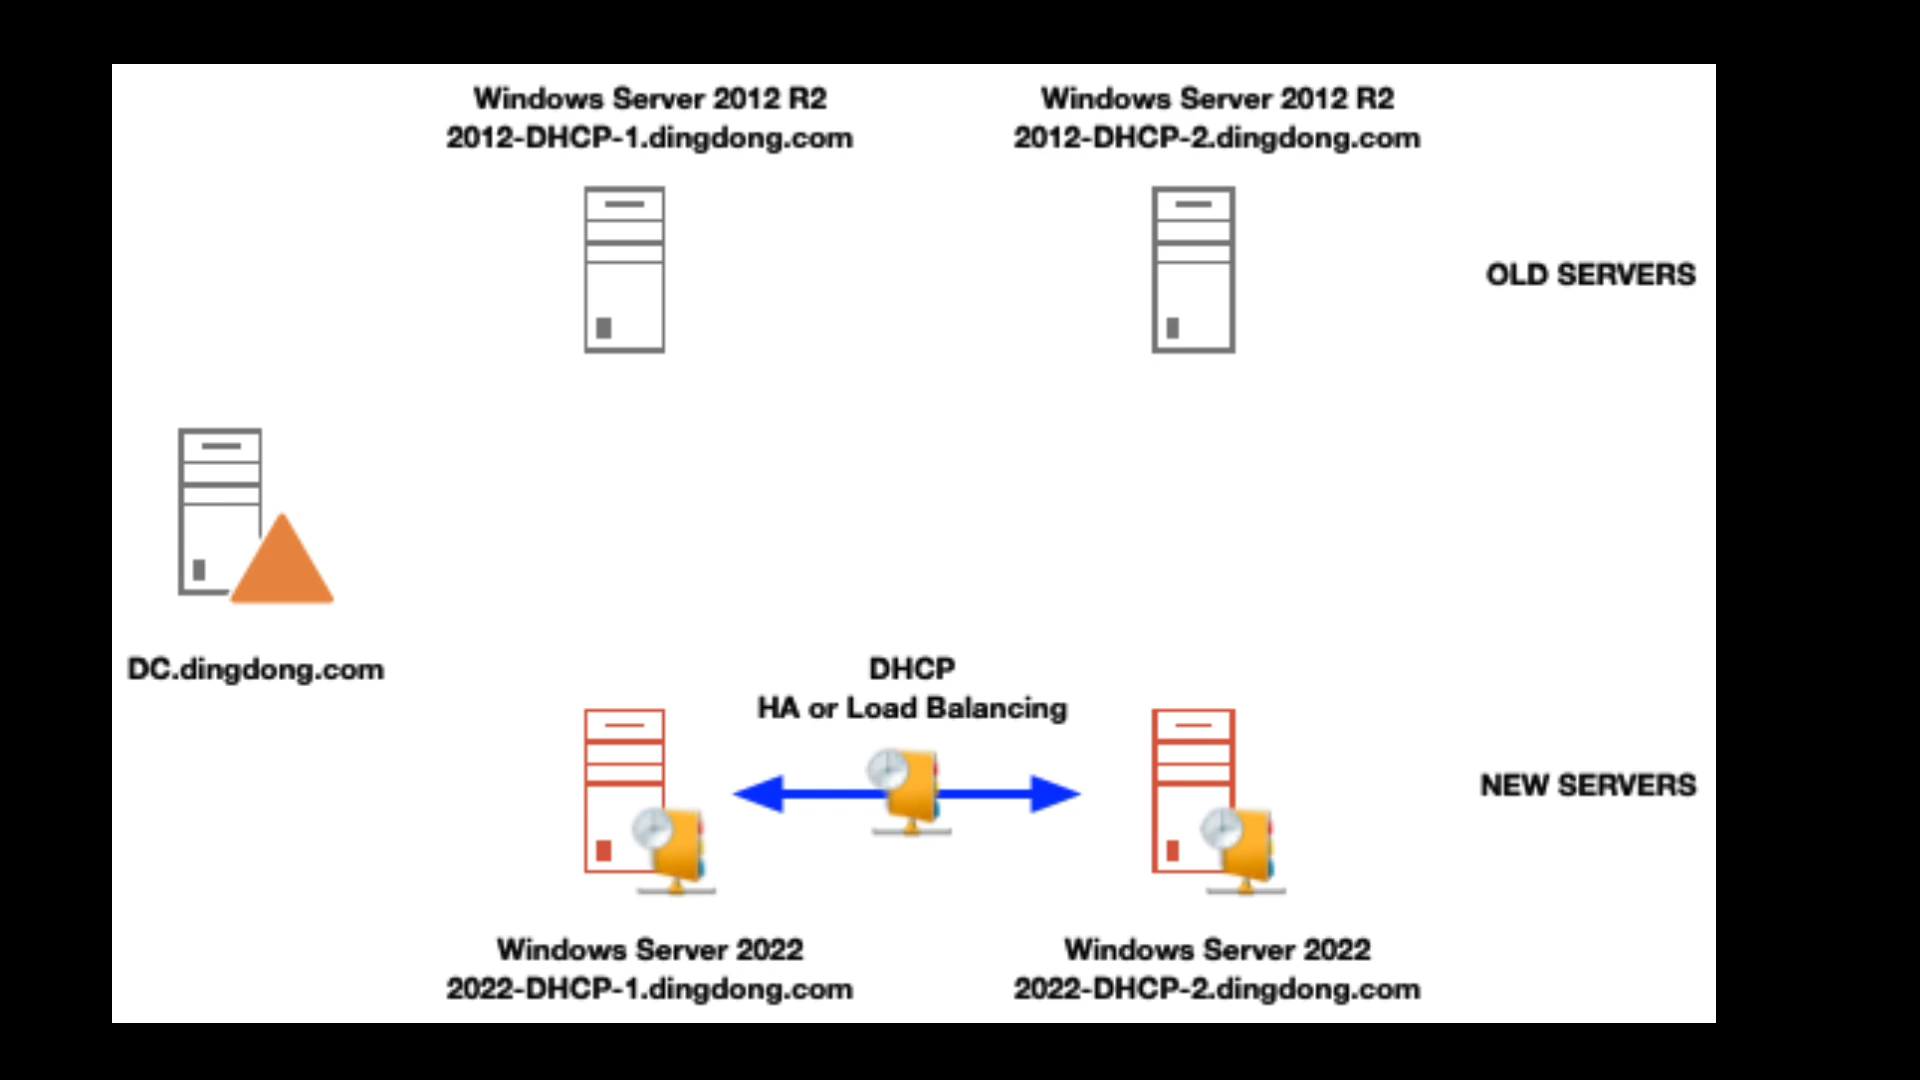 Windows Server 2012 R2
2012-DHCP-1.dingdong.com
Windows Server 2012 R2
2012-DHCP-2.dingdong.com
OLD SERVERS
DC.dingdong.com
DHCP
HA or Load Balancing
NEW SERVERS
Windows Server 2022
2022-DHCP-1.dingdong.com
Windows Server 2022
2022-DHCP-2.dingdong.com